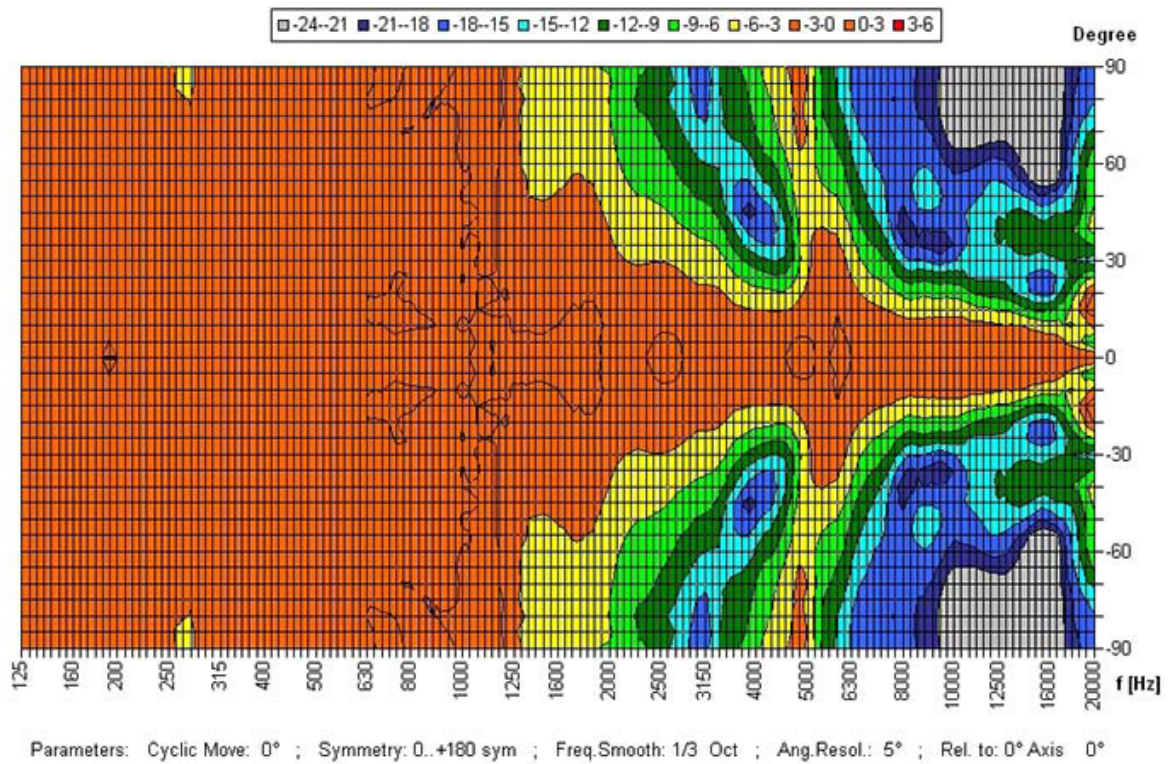 -24--21 -21--18 -18--15 -15--12 -12--9 -9--6 -6--3 -3-0 0-3 3-6
Degree
90
60
30
0
-30
-60
-90
125 160 200 250 315 400 500 630 800 1000 1250 1600 2000 2500 3150 4000 5000 6300 8000 10000 12500 16000 20000 f [Hz]
Parameters: Cyclic Move: 0° ; Symmetry: 0..+180 sym ; Freq.Smooth: 1/3 Oct ; Ang.Resol.: 5° ; Rel. to: 0° Axis 0°